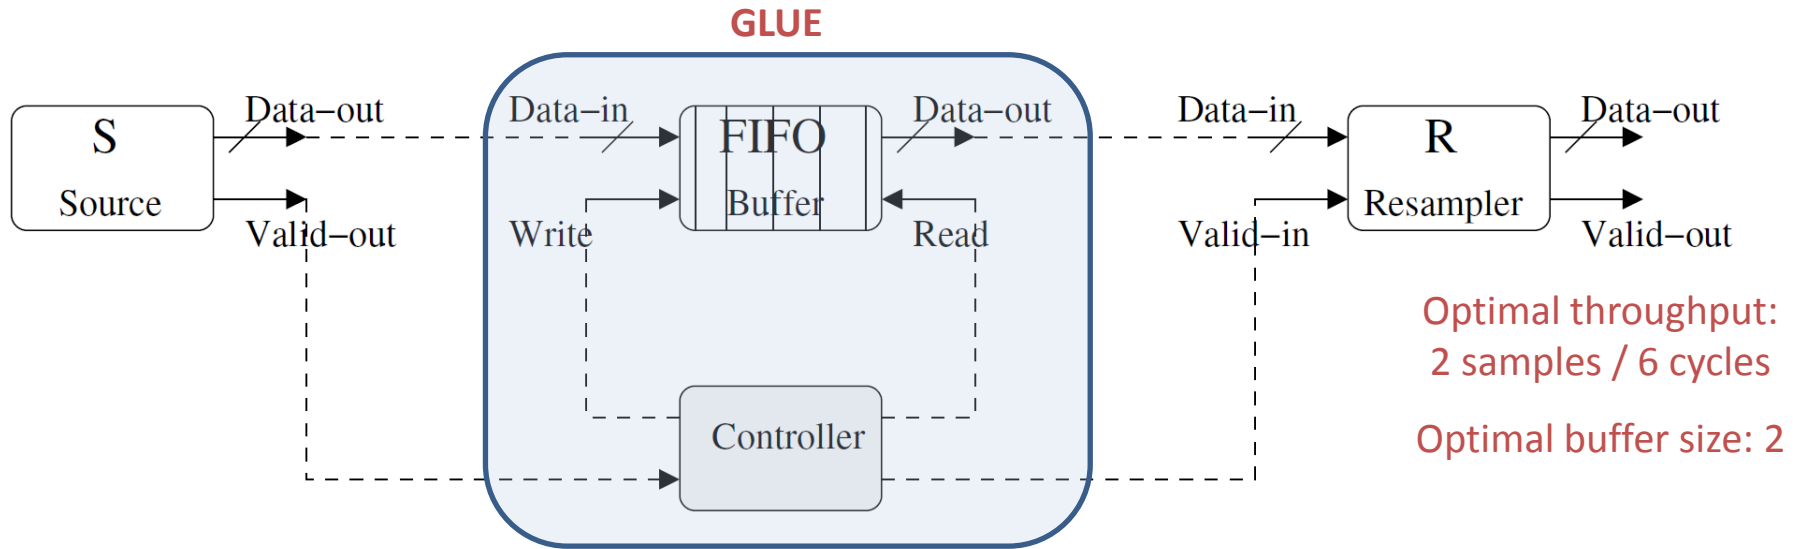 GLUE
Data–out
Data–in
FIFO
Data–out
Data–in
Data–out
S
R
Source
Buffer
Resampler
Valid–out
Write
Read
Valid–in
Valid–out
Optimal throughput:
2 samples / 6 cycles
Controller
Optimal buffer size: 2